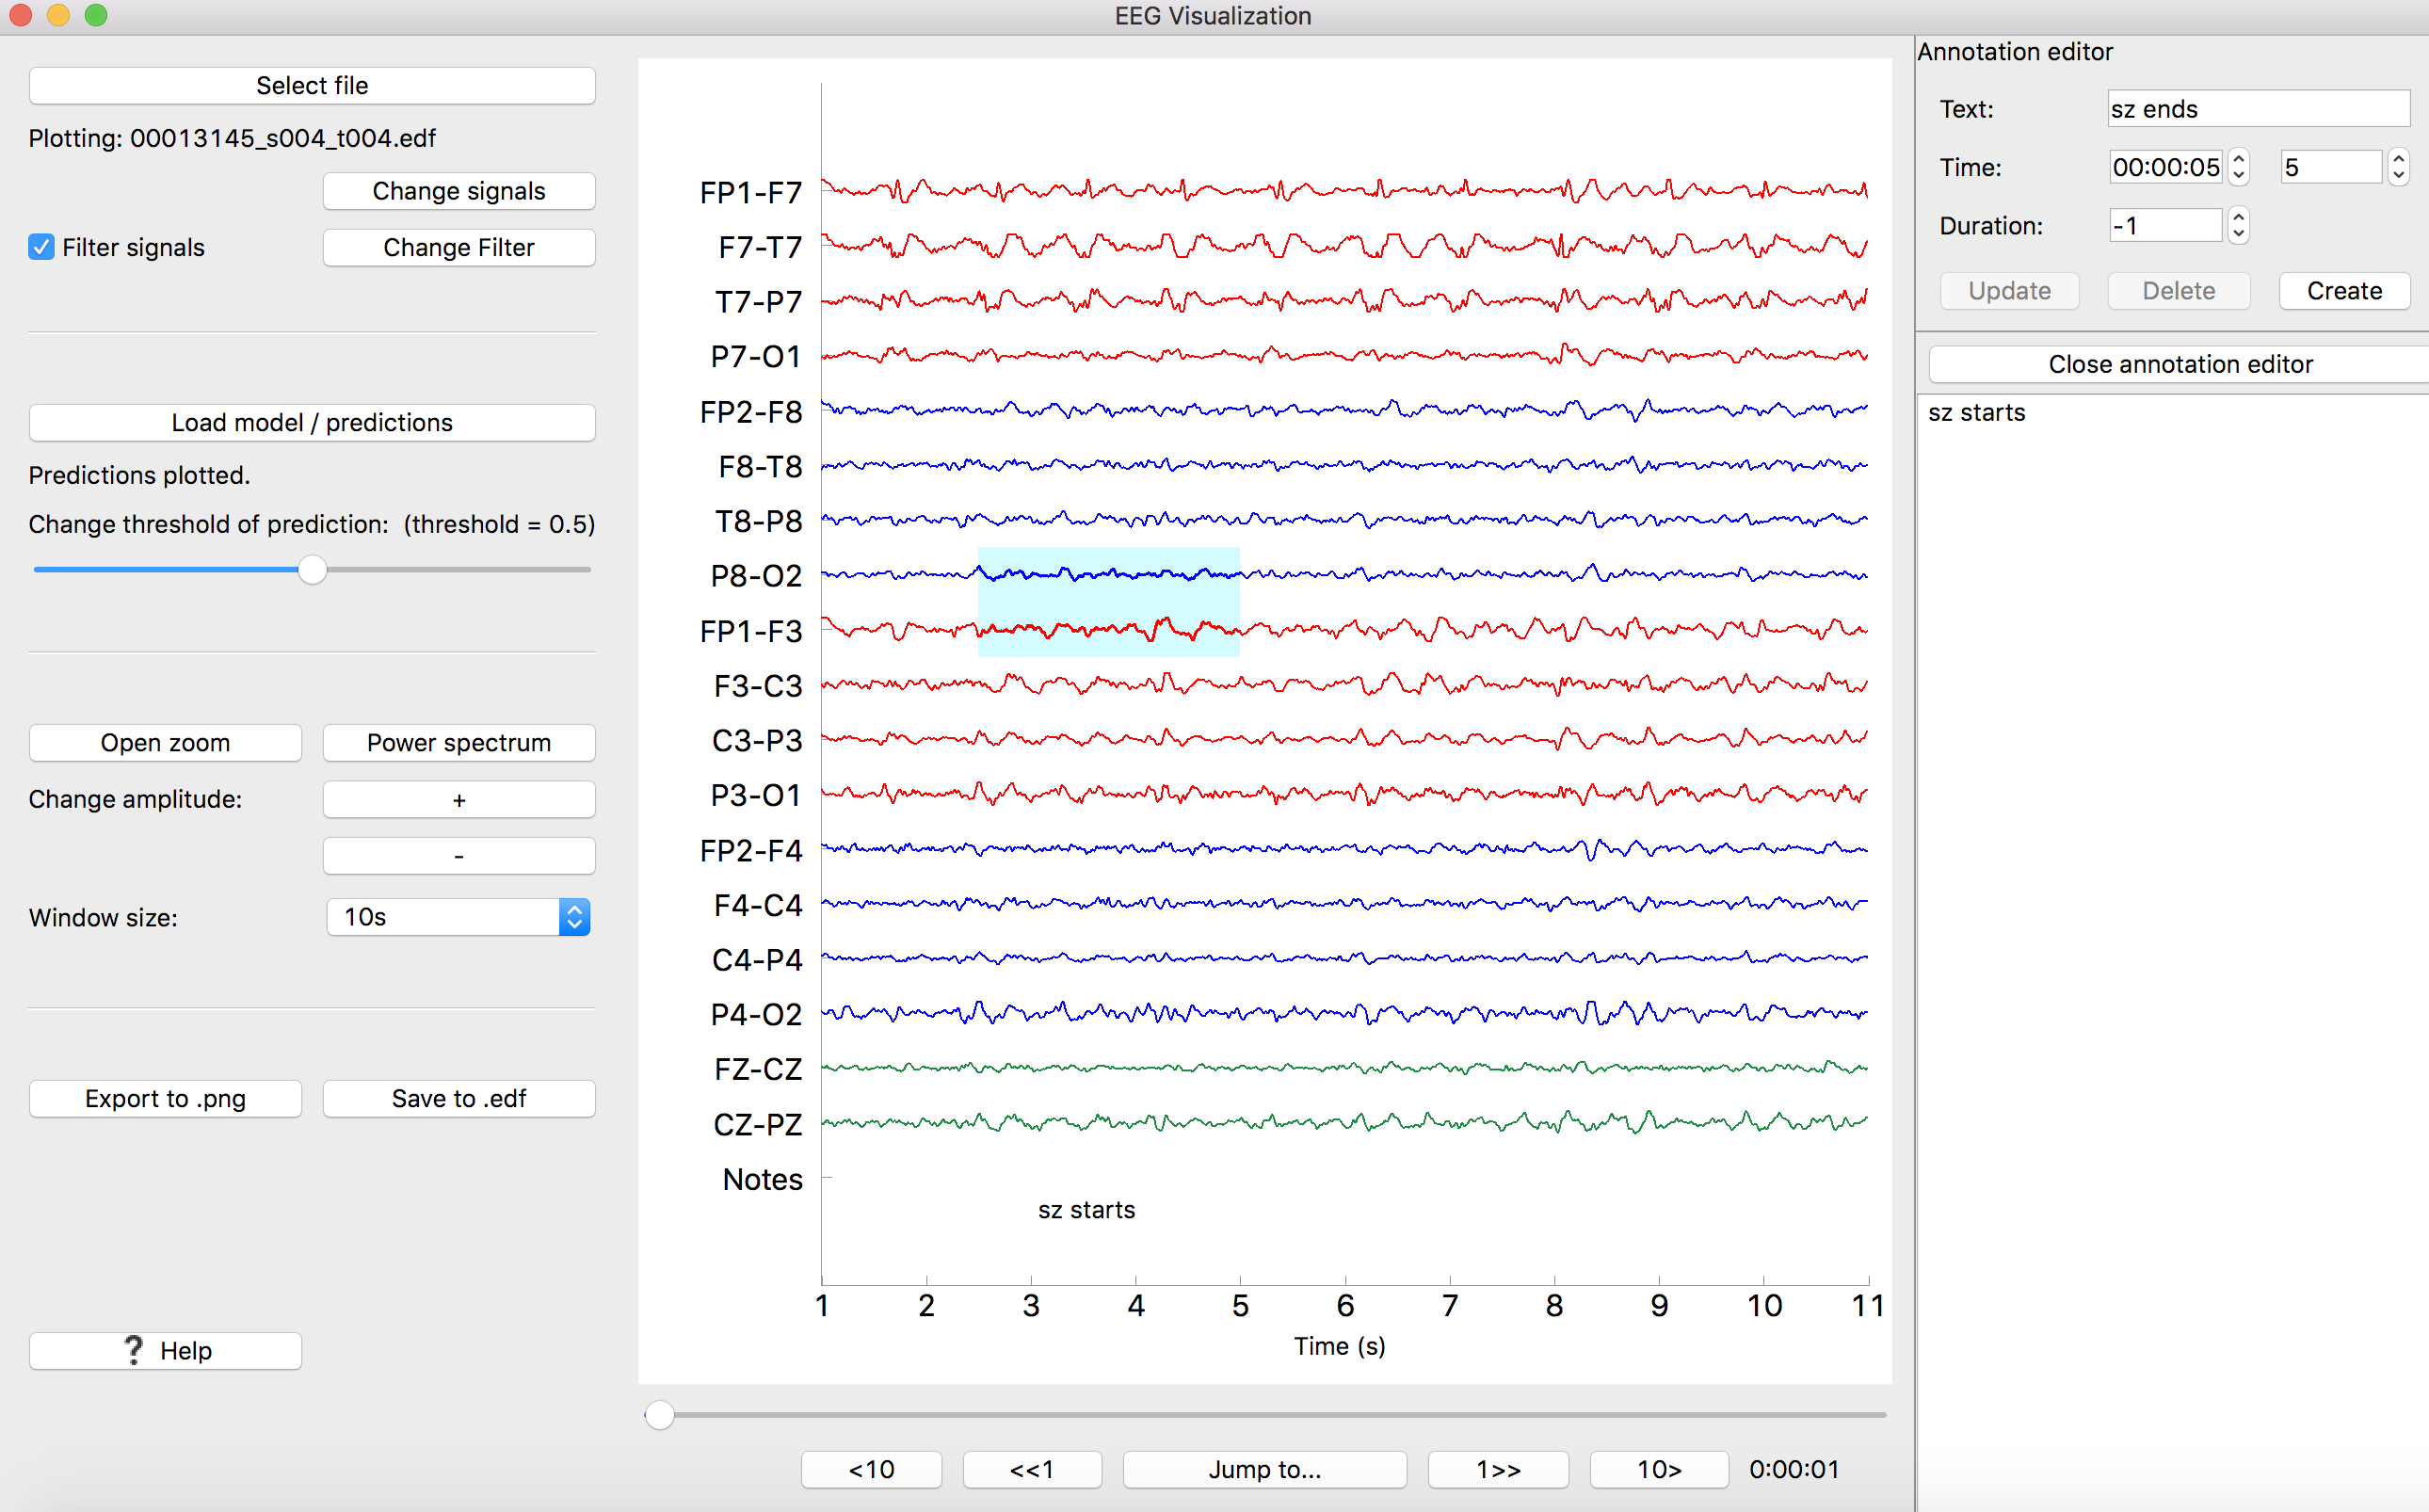 EEG Visualization
Select file
Plotting: 00013145_s004_t004.edf
Change signals
Filter signals
Change Filter
Load model / predictions
Predictions plotted.
Change threshold of prediction: (threshold = 0.5)
Open zoom
Power spectrum
Change amplitude:
+
-
Window size:
10s
Export to .png
Save to .edf
? Help
FP1-F7
F7-T7
T7-P7
P7-O1
FP2-F8
F8-T8
T8-P8
P8-O2
FP1-F3
F3-C3
C3-P3
P3-O1
FP2-F4
F4-C4
C4-P4
P4-O2
FZ-CZ
CZ-PZ
Notes
sz starts
1 2 3 4 5 6 7 8 9 10 11
Time (s)
<10
<<1
Jump to...
1>>
10>
0:00:01
Annotation editor
Text:
sz ends
Time:
00:00:05
5
Duration:
-1
Update
Delete
Create
Close annotation editor
sz starts